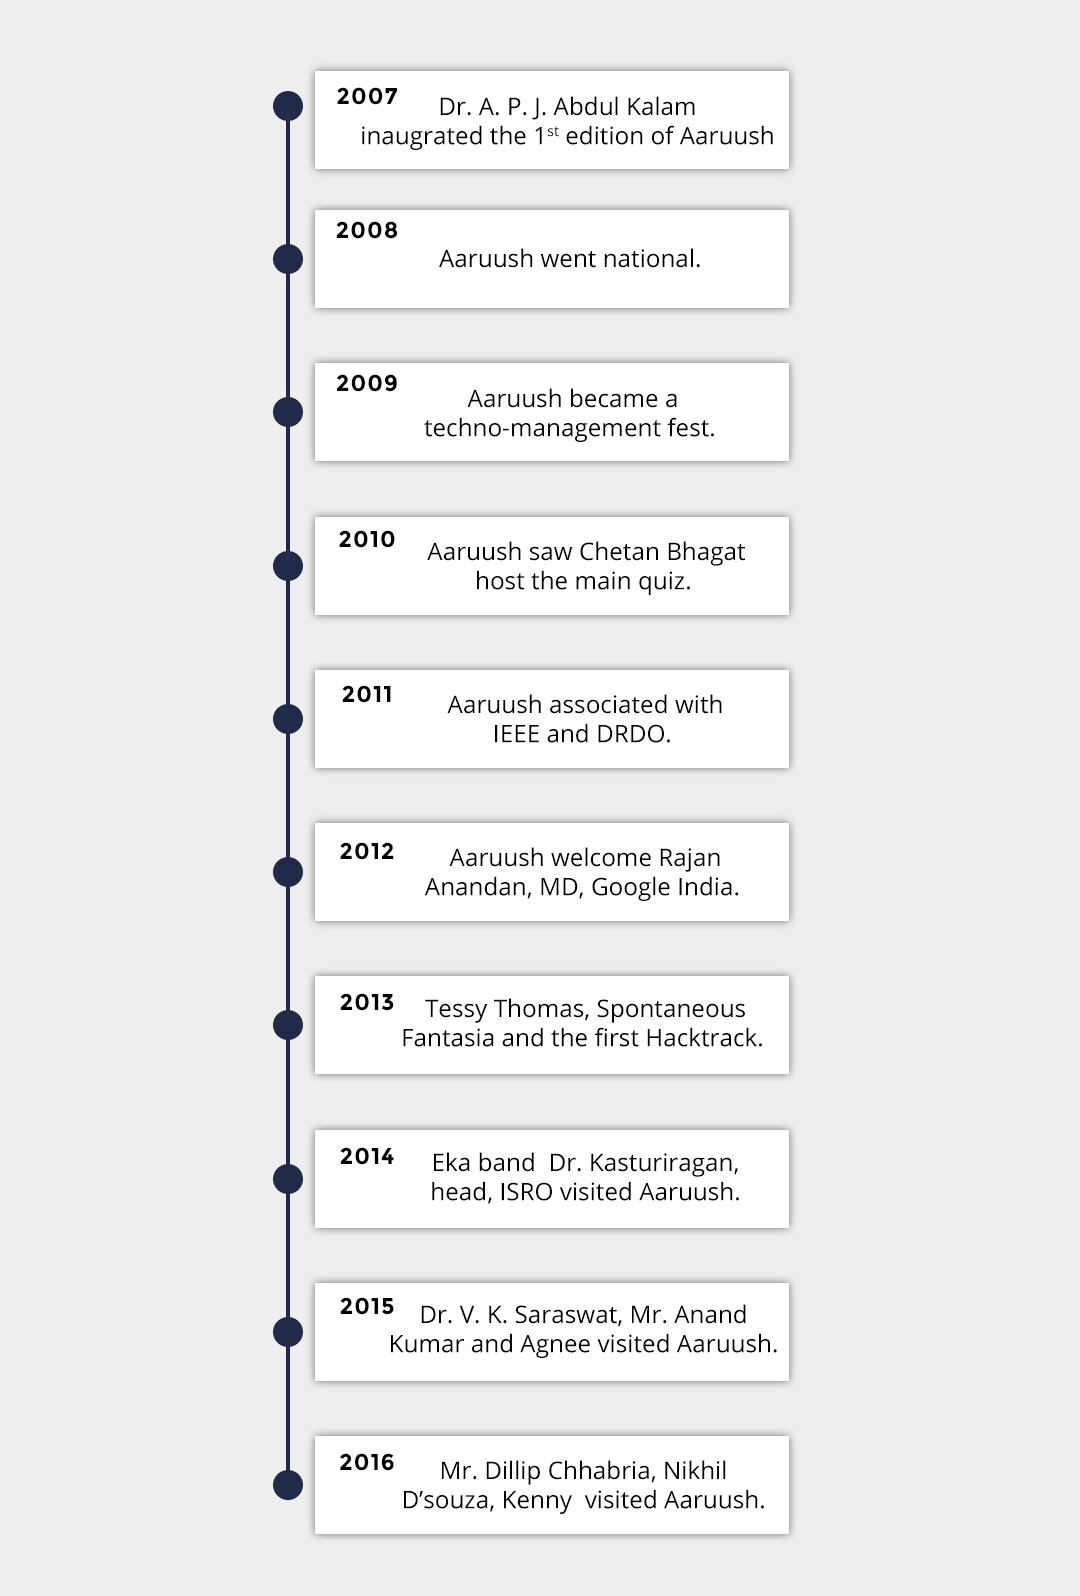 2007
Dr. A. P. J. Abdul Kalam
inaugrated the 1st edition of Aaruush
2008
Aaruush went national.
2009
Aaruush became a
techno-management fest.
2010
Aaruush saw Chetan Bhagat
host the main quiz.
2011
Aaruush associated with
IEEE and DRDO.
2012
Aaruush welcome Rajan
Anandan, MD, Google India.
2013
Tessy Thomas, Spontaneous
Fantasia and the first Hacktrack.
2014
Eka band  Dr. Kasturiragan,
head, ISRO visited Aaruush.
2015
Dr. V. K. Saraswat, Mr. Anand
Kumar and Agnee visited Aaruush.
2016
Mr. Dillip Chhabria, Nikhil
D’souza, Kenny  visited Aaruush.